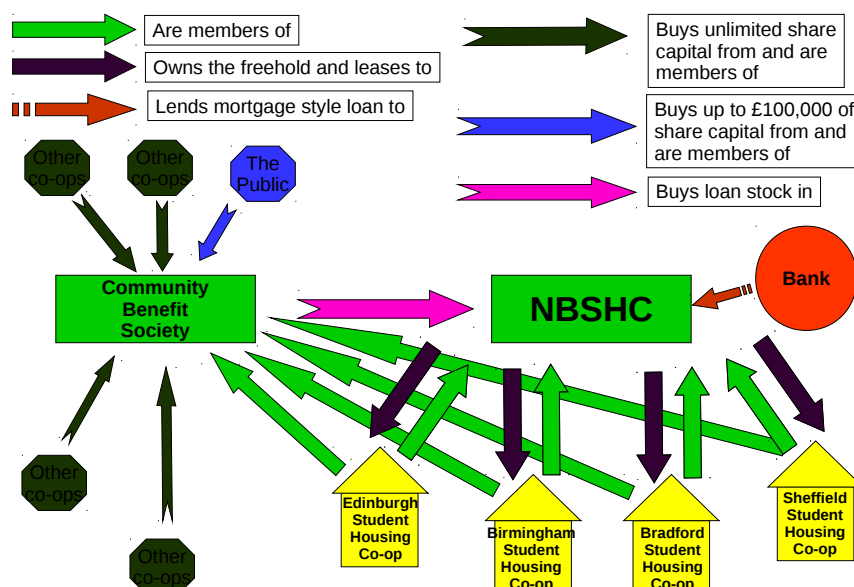 Are members of
Owns the freehold and leases to
Lends mortgage style loan to
Buys unlimited share
capital from and are
members of
Buys up to £100,000 of
share capital from and
are members of
Buys loan stock in
Other
co-ops
Other
co-ops
The
Public
Community
Benefit
Society
NBSHC
Bank
Other
co-ops
Other
co-ops
Edinburgh
Student
Housing
Co-op
Birmingham
Student
Housing
Co-op
Bradford
Student
Housing
Co-op
Sheffield
Student
Housing
Co-op